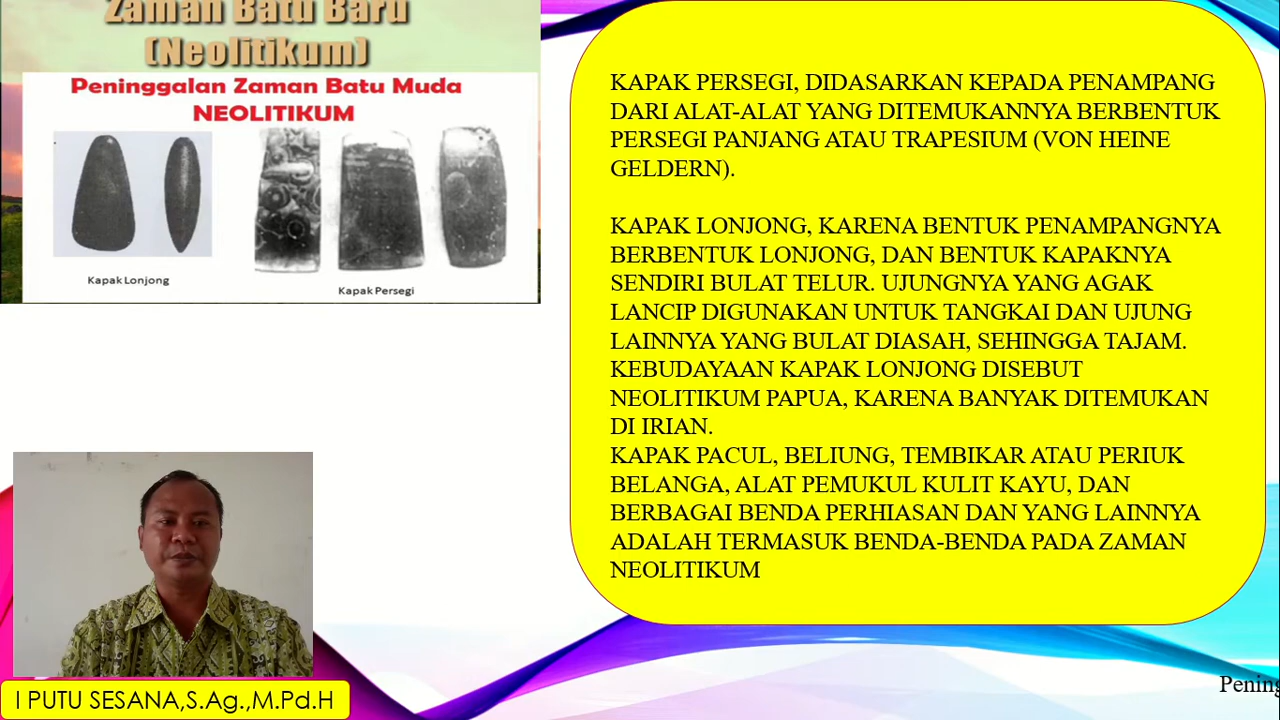 Zaman Batu Baru
(Neolitikum)
Peninggalan Zaman Batu Muda
NEOLITIKUM
Kapak Lonjong
Kapak Persegi
KAPAK PERSEGI, DIDASARKAN KEPADA PENAMPANG
DARI ALAT-ALAT YANG DITEMUKANNYA BERBENTUK
PERSEGI PANJANG ATAU TRAPESIUM (VON HEINE
GELDERN).
KAPAK LONJONG, KARENA BENTUK PENAMPANGNYA
BERBENTUK LONJONG, DAN BENTUK KAPAKNYA
SENDIRI BULAT TELUR. UJUNGNYA YANG AGAK
LANCIP DIGUNAKAN UNTUK TANGKAI DAN UJUNG
LAINNYA YANG BULAT DIASAH, SEHINGGA TAJAM.
KEBUDAYAAN KAPAK LONJONG DISEBUT
NEOLITIKUM PAPUA, KARENA BANYAK DITEMUKAN
DI IRIAN.
KAPAK PACUL, BELIUNG, TEMBIKAR ATAU PERIUK
BELANGA, ALAT PEMUKUL KULIT KAYU, DAN
BERBAGAI BENDA PERHIASAN DAN YANG LAINNYA
ADALAH TERMASUK BENDA-BENDA PADA ZAMAN
NEOLITIKUM
I PUTU SESANA,S.Ag.,M.Pd.H